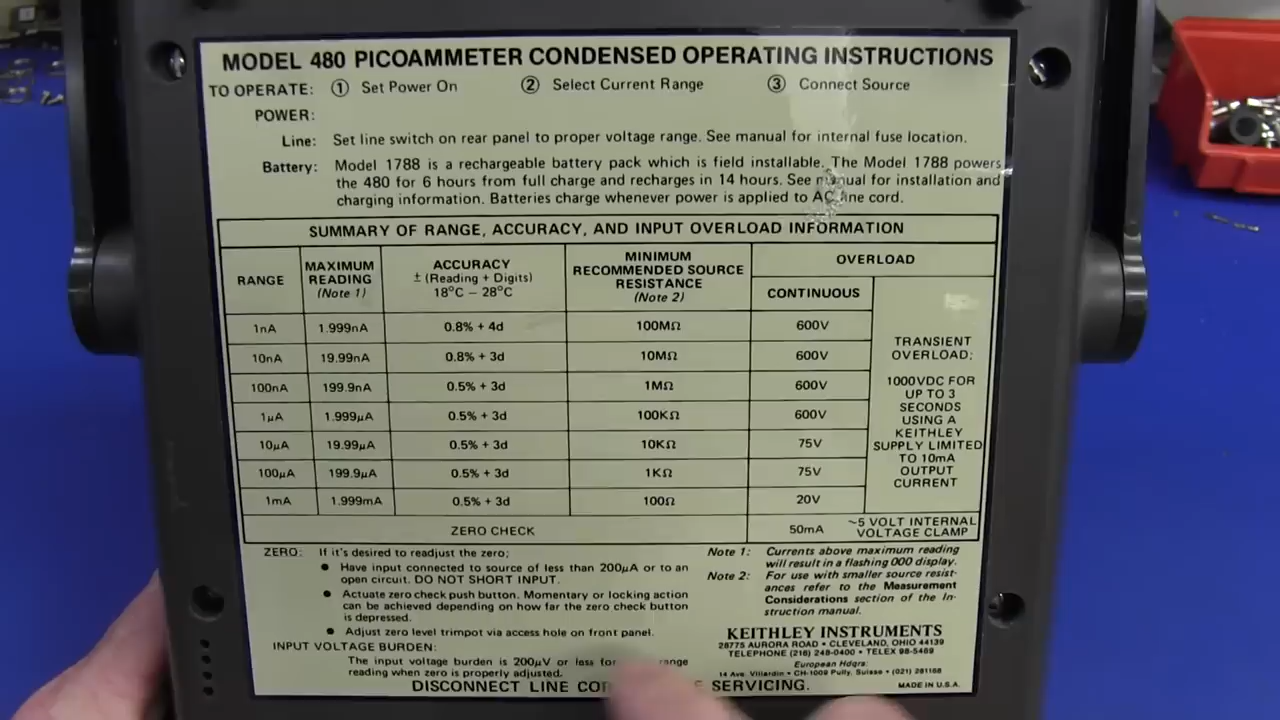 MODEL 480 PICOAMMETER CONDENSED OPERATING INSTRUCTIONS
TO OPERATE: ① Set Power On ② Select Current Range ③ Connect Source
POWER:
Line: Set line switch on rear panel to proper voltage range. See manual for internal fuse location.
Battery: Model 1788 is a rechargeable battery pack which is field installable. The Model 1788 powers
the 480 for 6 hours from full charge and recharges in 14 hours. See manual for installation and
charging information. Batteries charge whenever power is applied to AC line cord.
SUMMARY OF RANGE, ACCURACY, AND INPUT OVERLOAD INFORMATION
RANGE
MAXIMUM
READING
(Note 1)
ACCURACY
± (Reading + Digits)
18°C – 28°C
MINIMUM
RECOMMENDED SOURCE
RESISTANCE
(Note 2)
OVERLOAD
CONTINUOUS
1nA 1.999nA 0.8% + 4d 100MΩ 600V
10nA 19.99nA 0.8% + 3d 10MΩ 600V
100nA 199.9nA 0.5% + 3d 1MΩ 600V
1µA 1.999µA 0.5% + 3d 100KΩ 600V
10µA 19.99µA 0.5% + 3d 10KΩ 75V
100µA 199.9µA 0.5% + 3d 1KΩ 75V
1mA 1.999mA 0.5% + 3d 100Ω 20V
TRANSIENT
OVERLOAD;
1000VDC FOR
UP TO 3
SECONDS
USING A
KEITHLEY
SUPPLY LIMITED
TO 10mA
OUTPUT
CURRENT
ZERO CHECK 50mA
~5 VOLT INTERNAL
VOLTAGE CLAMP
ZERO: If it's desired to readjust the zero;
• Have input connected to source of less than 200µA or to an
open circuit. DO NOT SHORT INPUT.
• Actuate zero check push button. Momentary or locking action
can be achieved depending on how far the zero check button
is depressed.
• Adjust zero level trimpot via access hole on front panel.
INPUT VOLTAGE BURDEN:
The input voltage burden is 200µV or less for range
reading when zero is properly adjusted.
Note 1: Currents above maximum reading
will result in a flashing 000 display.
Note 2: For use with smaller source resist-
ances refer to the Measurement
Considerations section of the In-
struction manual.
KEITHLEY INSTRUMENTS
28775 AURORA ROAD • CLEVELAND, OHIO 44139
TELEPHONE (216) 248-0400 • TELEX 98-5469
European Hdqrs:
14 Ave. Villardin • CH-1009 Pully, Suisse • (021) 281188
DISCONNECT LINE SERVICING.
MADE IN U.S.A.